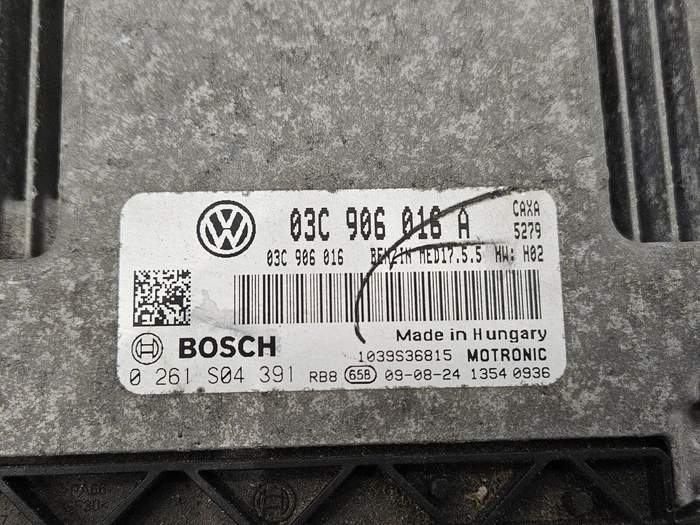 03C 906 016 A CAXA
5279
03C 906 016 BENZIN MED17.5.5 HW: H02
Made in Hungary
BOSCH 1039S36815 MOTRONIC
0 261 S04 391 RB8 65B 09-08-24 1354 0936